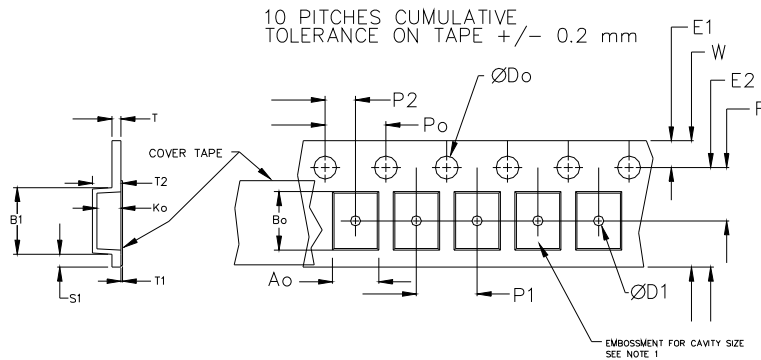 10 PITCHES CUMULATIVE
TOLERANCE ON TAPE +/- 0.2 mm
E1
W
E2
F
ØDo
P2
Po
T
COVER TAPE
T2
Ko
B1
Bo
S1
T1
Ao
P1
ØD1
EMBOSSMENT FOR CAVITY SIZE
SEE NOTE 1